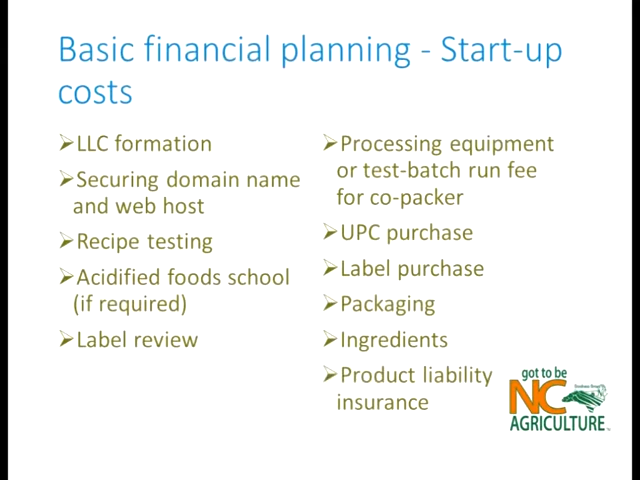 Basic financial planning - Start-up
costs
➢LLC formation
➢Securing domain name
and web host
➢Recipe testing
➢Acidified foods school
(if required)
➢Label review
➢Processing equipment
or test-batch run fee
for co-packer
➢UPC purchase
➢Label purchase
➢Packaging
➢Ingredients
➢Product liability
insurance
got to be
NC
AGRICULTURE